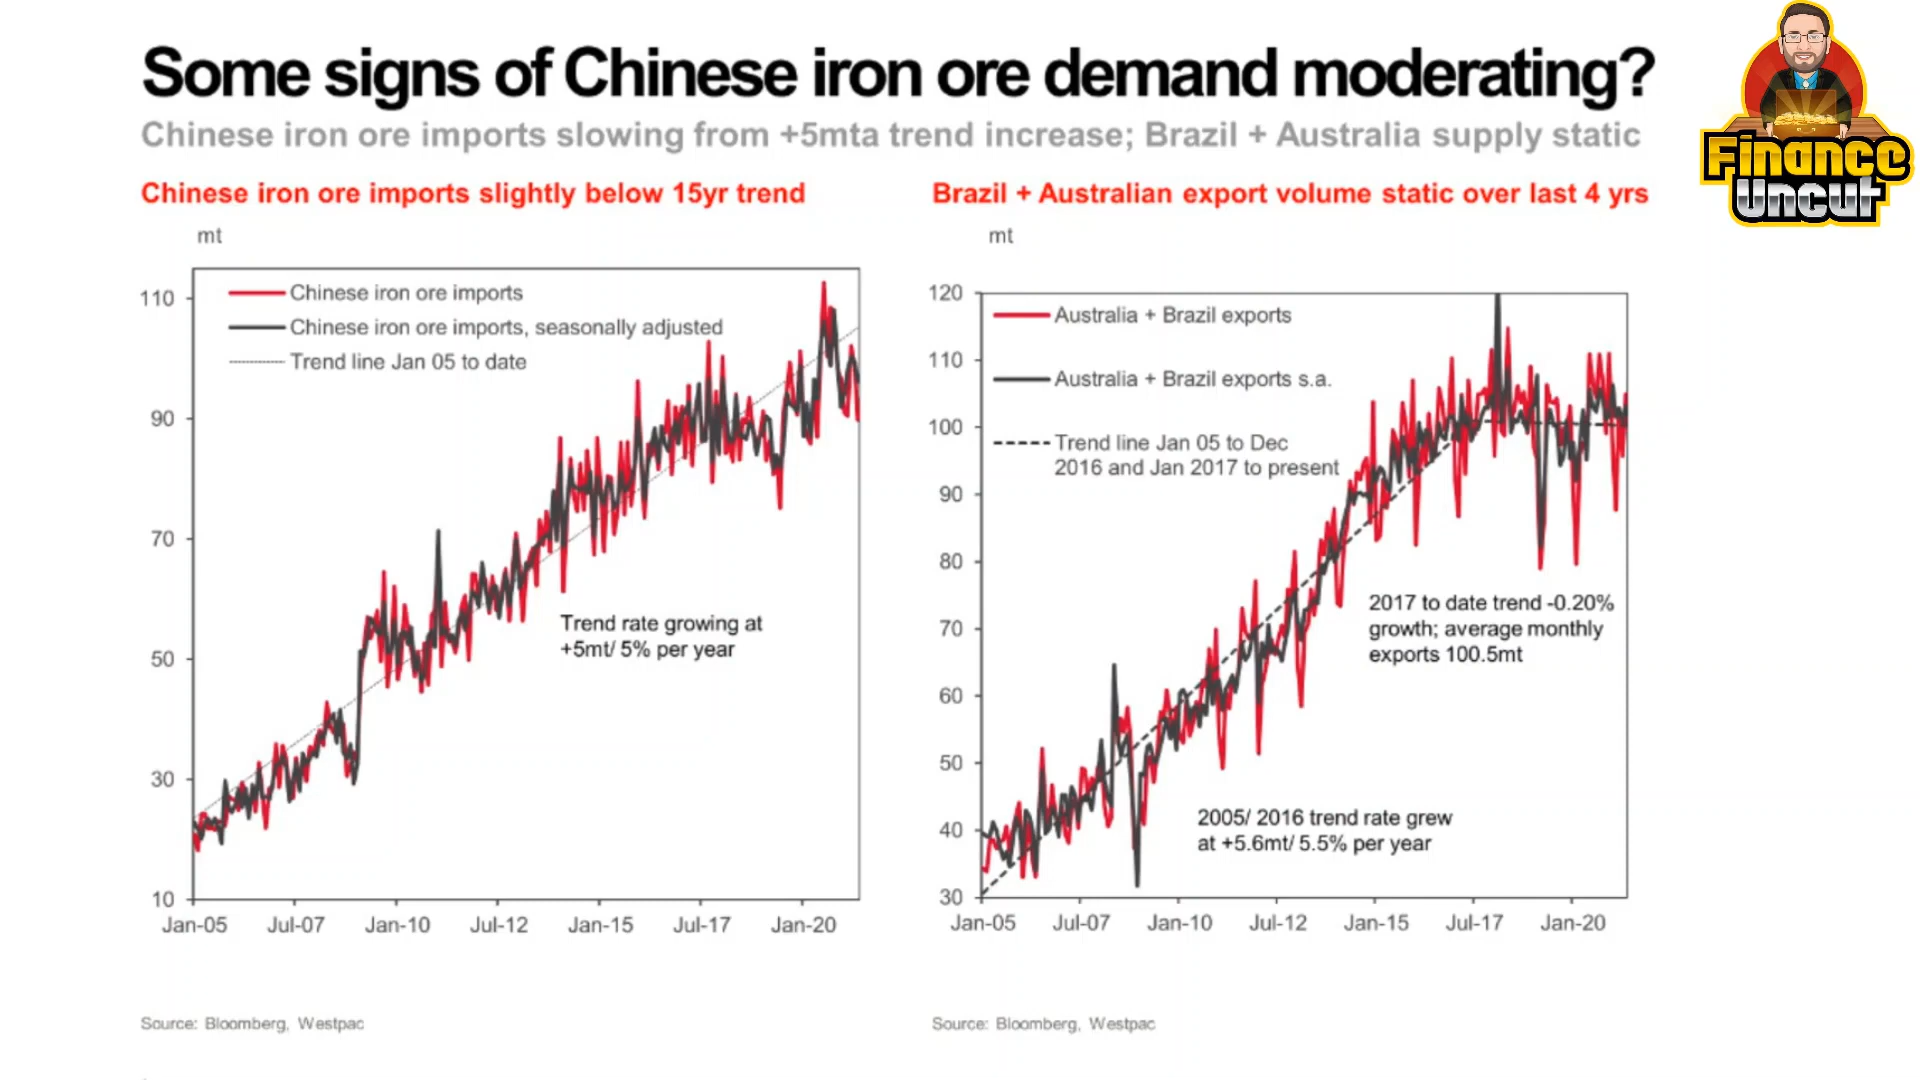 Some signs of Chinese iron ore demand moderating?
Chinese iron ore imports slowing from +5mta trend increase; Brazil + Australia supply static
Finance
Uncut
Chinese iron ore imports slightly below 15yr trend
mt
Chinese iron ore imports
Chinese iron ore imports, seasonally adjusted
Trend line Jan 05 to date
110
90
70
50
30
10
Trend rate growing at
+5mt/ 5% per year
Jan-05 Jul-07 Jan-10 Jul-12 Jan-15 Jul-17 Jan-20
Source: Bloomberg, Westpac
Brazil + Australian export volume static over last 4 yrs
mt
Australia + Brazil exports
Australia + Brazil exports s.a.
Trend line Jan 05 to Dec
2016 and Jan 2017 to present
120
110
100
90
80
70
60
50
40
30
2017 to date trend -0.20%
growth; average monthly
exports 100.5mt
2005/ 2016 trend rate grew
at +5.6mt/ 5.5% per year
Jan-05 Jul-07 Jan-10 Jul-12 Jan-15 Jul-17 Jan-20
Source: Bloomberg, Westpac